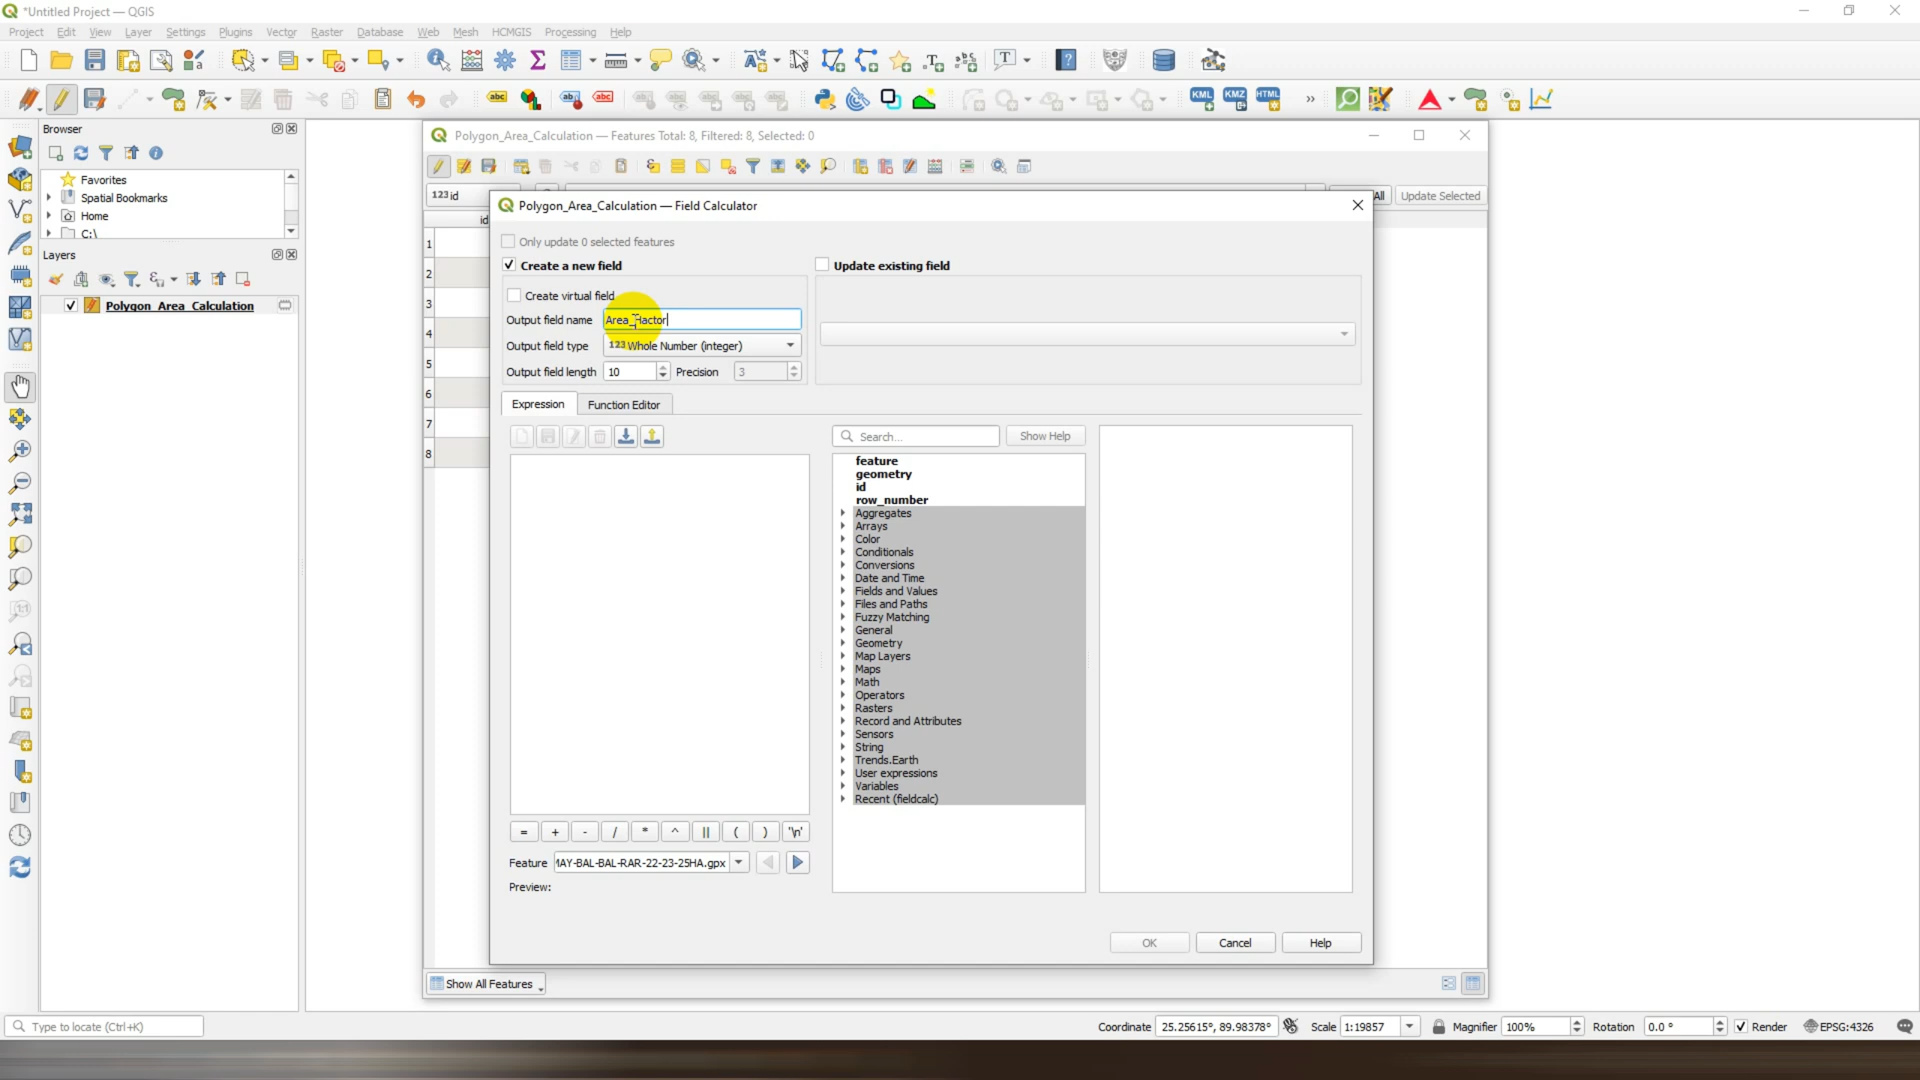 *Untitled Project — QGIS
Project Edit View Layer Settings Plugins Vector Raster Database Web Mesh HCMGIS Processing Help
Browser
Favorites
Spatial Bookmarks
Home
C:\
Layers
Polygon_Area_Calculation
Polygon_Area_Calculation — Features Total: 8, Filtered: 8, Selected: 0
123 id
All
Update Selected
id
1
2
3
4
5
6
7
8
Polygon_Area_Calculation — Field Calculator
Only update 0 selected features
Create a new field
Update existing field
Create virtual field
Output field name Area_Hactor
Output field type 123 Whole Number (integer)
Output field length 10 Precision 3
Expression Function Editor
Search...
Show Help
feature
geometry
id
row_number
Aggregates
Arrays
Color
Conditionals
Conversions
Date and Time
Fields and Values
Files and Paths
Fuzzy Matching
General
Geometry
Map Layers
Maps
Math
Operators
Rasters
Record and Attributes
Sensors
String
Trends.Earth
User expressions
Variables
Recent (fieldcalc)
= + - / * ^ || ( ) '\n'
Feature MAY-BAL-BAL-RAR-22-23-25HA.gpx
Preview:
OK Cancel Help
Show All Features
Type to locate (Ctrl+K)
Coordinate 25.25615°, 89.98378° Scale 1:19857 Magnifier 100% Rotation 0.0 ° Render EPSG:4326